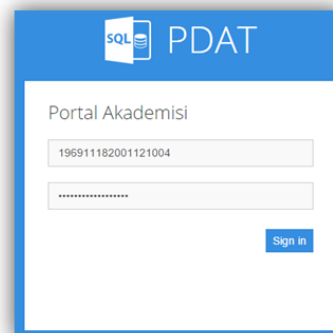 SQL PDAT
Portal Akademisi
196911182001121004
••••••••••••••••••
Sign in